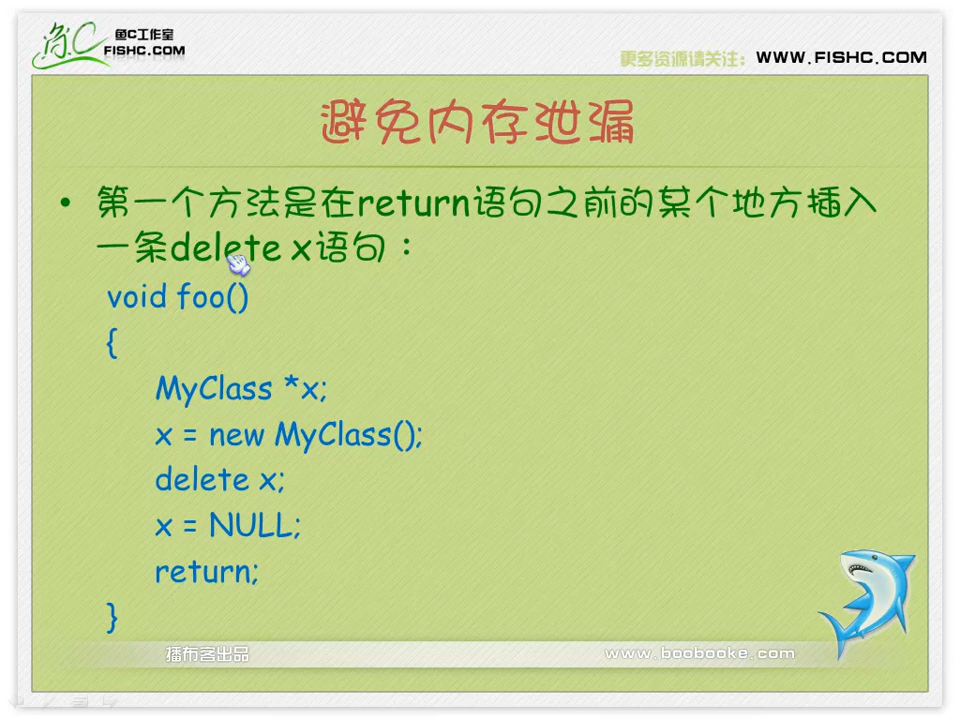 鱼C工作室
FISHC.COM
更多资源请关注: WWW.FISHC.COM
避免内存泄漏
• 第一个方法是在return语句之前的某个地方插入
一条delete x语句:
void foo()
{
MyClass *x;
x = new MyClass();
delete x;
x = NULL;
return;
}
播布客出品
www.boobooke.com